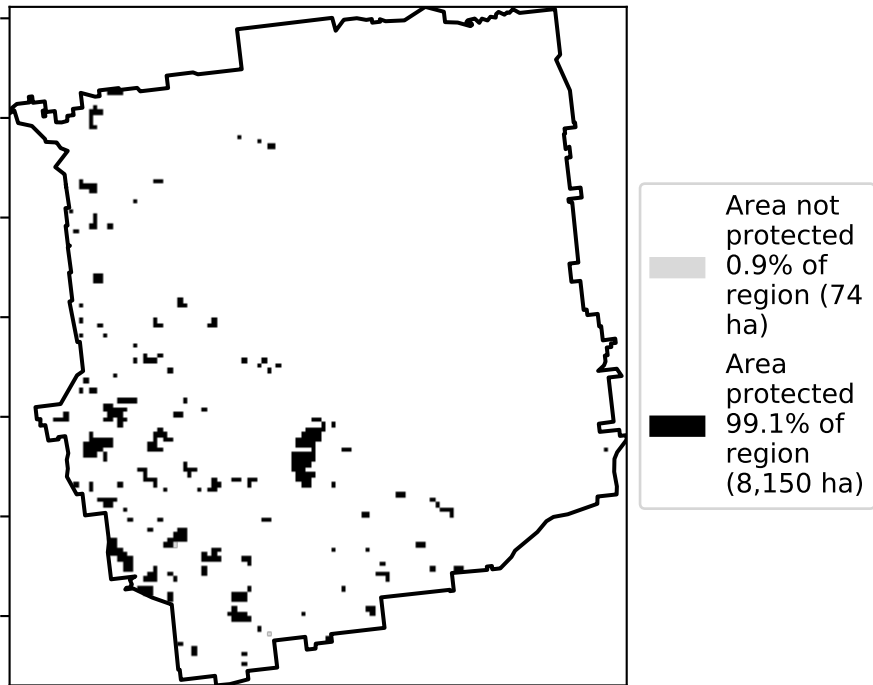 Area not
protected
0.9% of
region (74
ha)
Area
protected
99.1% of
region
(8,150 ha)